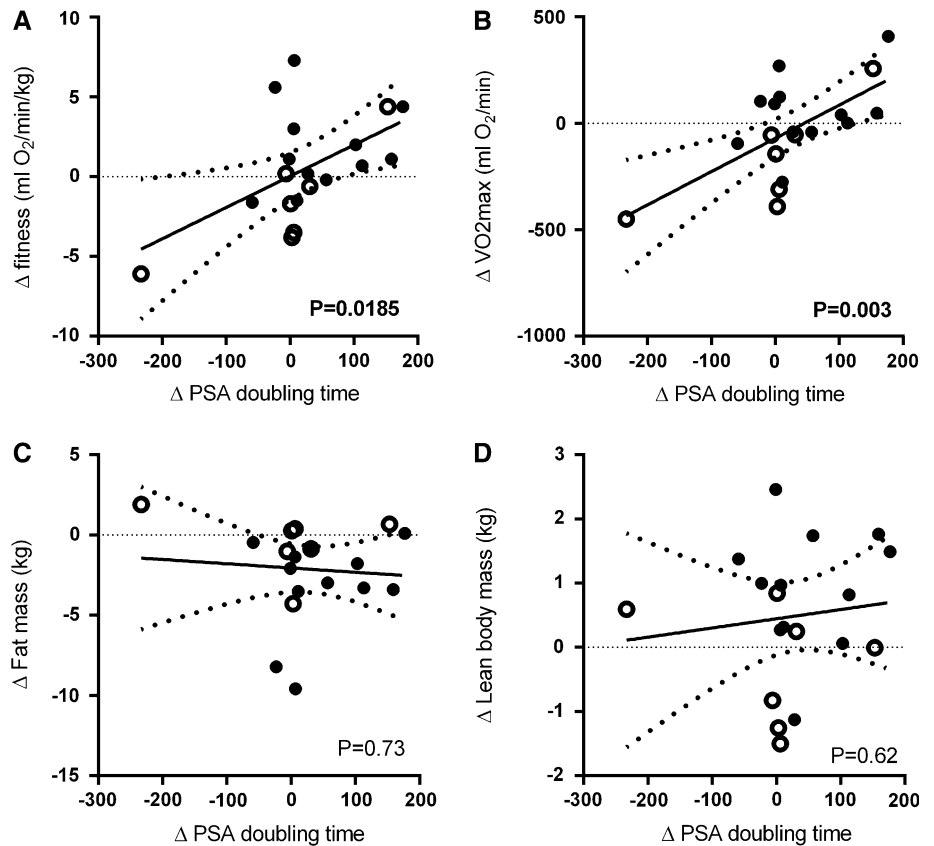 A
10
5
0
-5
-10
Δ fitness (ml O₂/min/kg)
P=0.0185
-300 -200 -100 0 100 200
Δ PSA doubling time
B
500
0
-500
-1000
Δ VO2max (ml O₂/min)
P=0.003
-300 -200 -100 0 100 200
Δ PSA doubling time
C
5
0
-5
-10
-15
Δ Fat mass (kg)
P=0.73
-300 -200 -100 0 100 200
Δ PSA doubling time
D
3
2
1
0
-1
-2
Δ Lean body mass (kg)
P=0.62
-300 -200 -100 0 100 200
Δ PSA doubling time